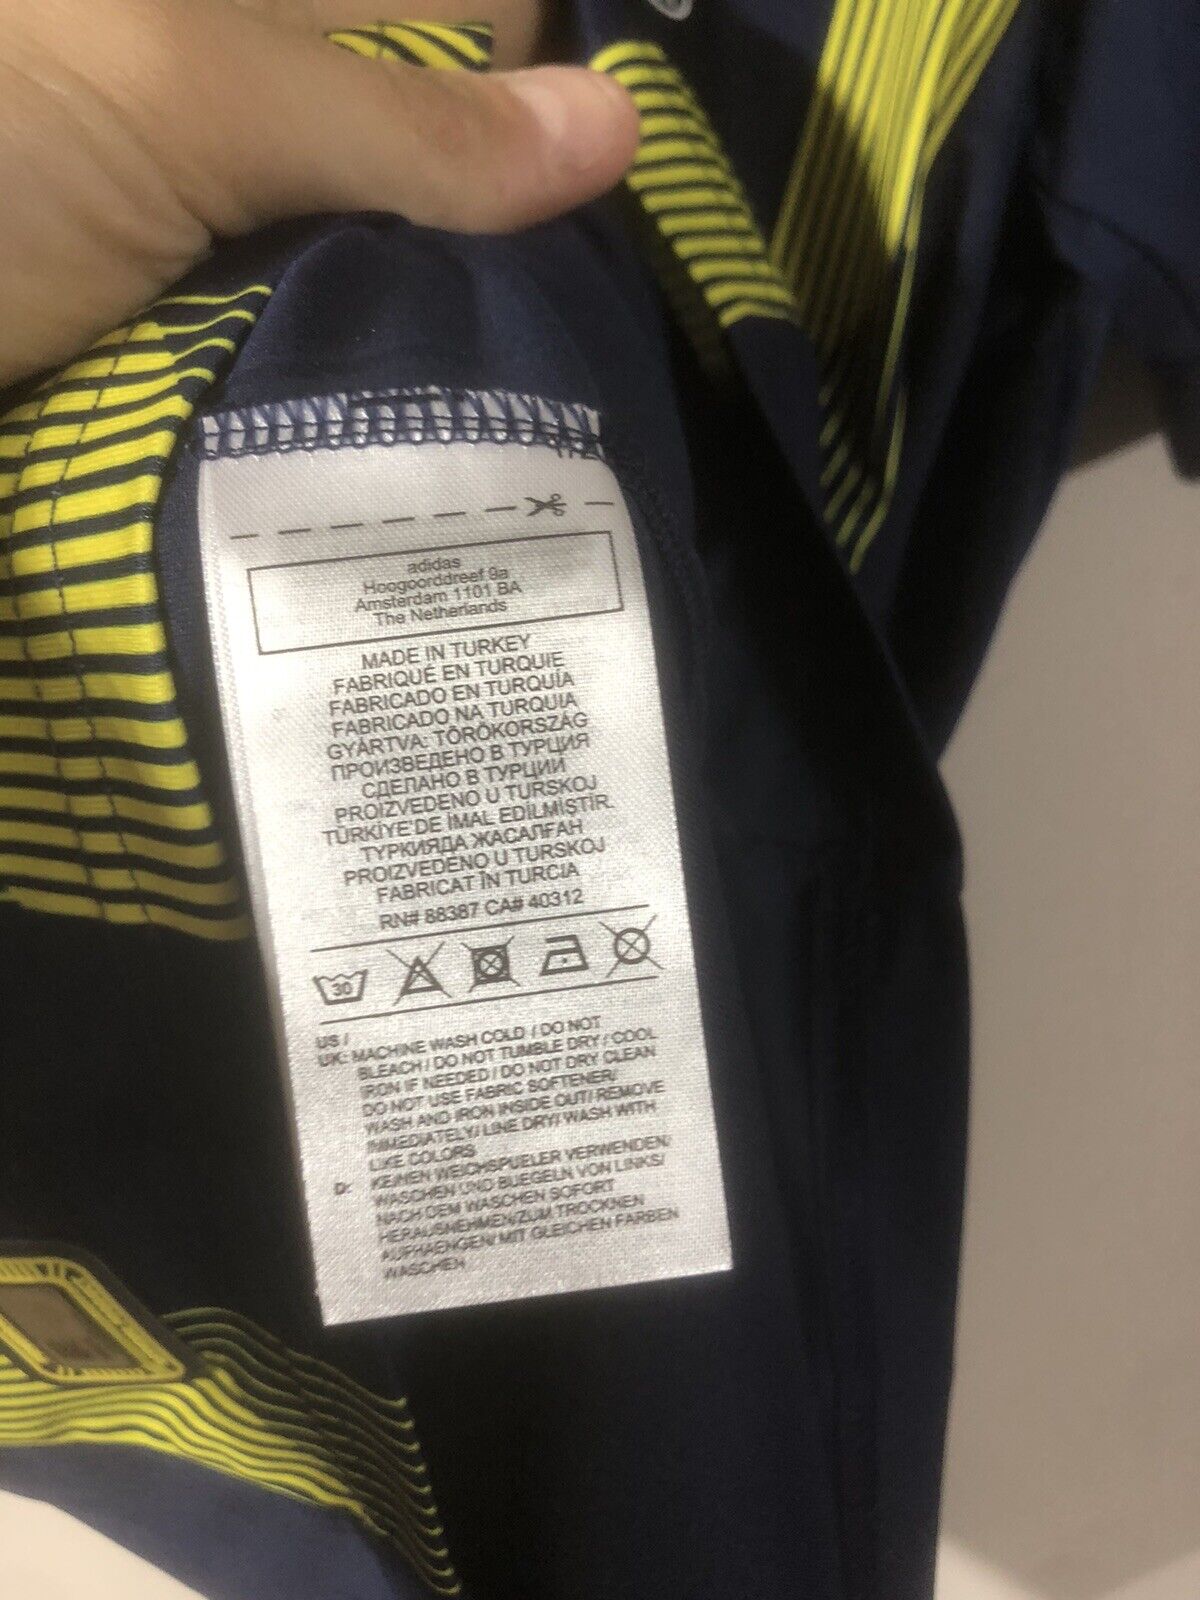 adidas
Hoogoorddreef 9a
Amsterdam 1101 BA
The Netherlands
MADE IN TURKEY
FABRIQUÉ EN TURQUIE
FABRICADO EN TURQUÍA
FABRICADO NA TURQUIA
GYÁRTVA: TÖRÖKORSZÁG
ПРОИЗВЕДЕНО В ТУРЦИЯ
СДЕЛАНО В ТУРЦИИ
PROIZVEDENO U TURSKOJ
TÜRKİYE'DE İMAL EDİLMİŞTİR.
ТУРКИЯДА ЖАСАЛҒАН
PROIZVEDENO U TURSKOJ
FABRICAT ÎN TURCIA
RN# 88387 CA# 40312
30
US /
UK: MACHINE WASH COLD / DO NOT
BLEACH / DO NOT TUMBLE DRY / COOL
IRON IF NEEDED / DO NOT DRY CLEAN
DO NOT USE FABRIC SOFTENER/
WASH AND IRON INSIDE OUT/ REMOVE
IMMEDIATELY/ LINE DRY/ WASH WITH
LIKE COLORS
D: KEINEN WEICHSPUELER VERWENDEN/
WASCHEN UND BUEGELN VON LINKS/
NACH DEM WASCHEN SOFORT
HERAUSNEHMEN/ZUM TROCKNEN
AUFHAENGEN/ MIT GLEICHEN FARBEN
WASCHEN